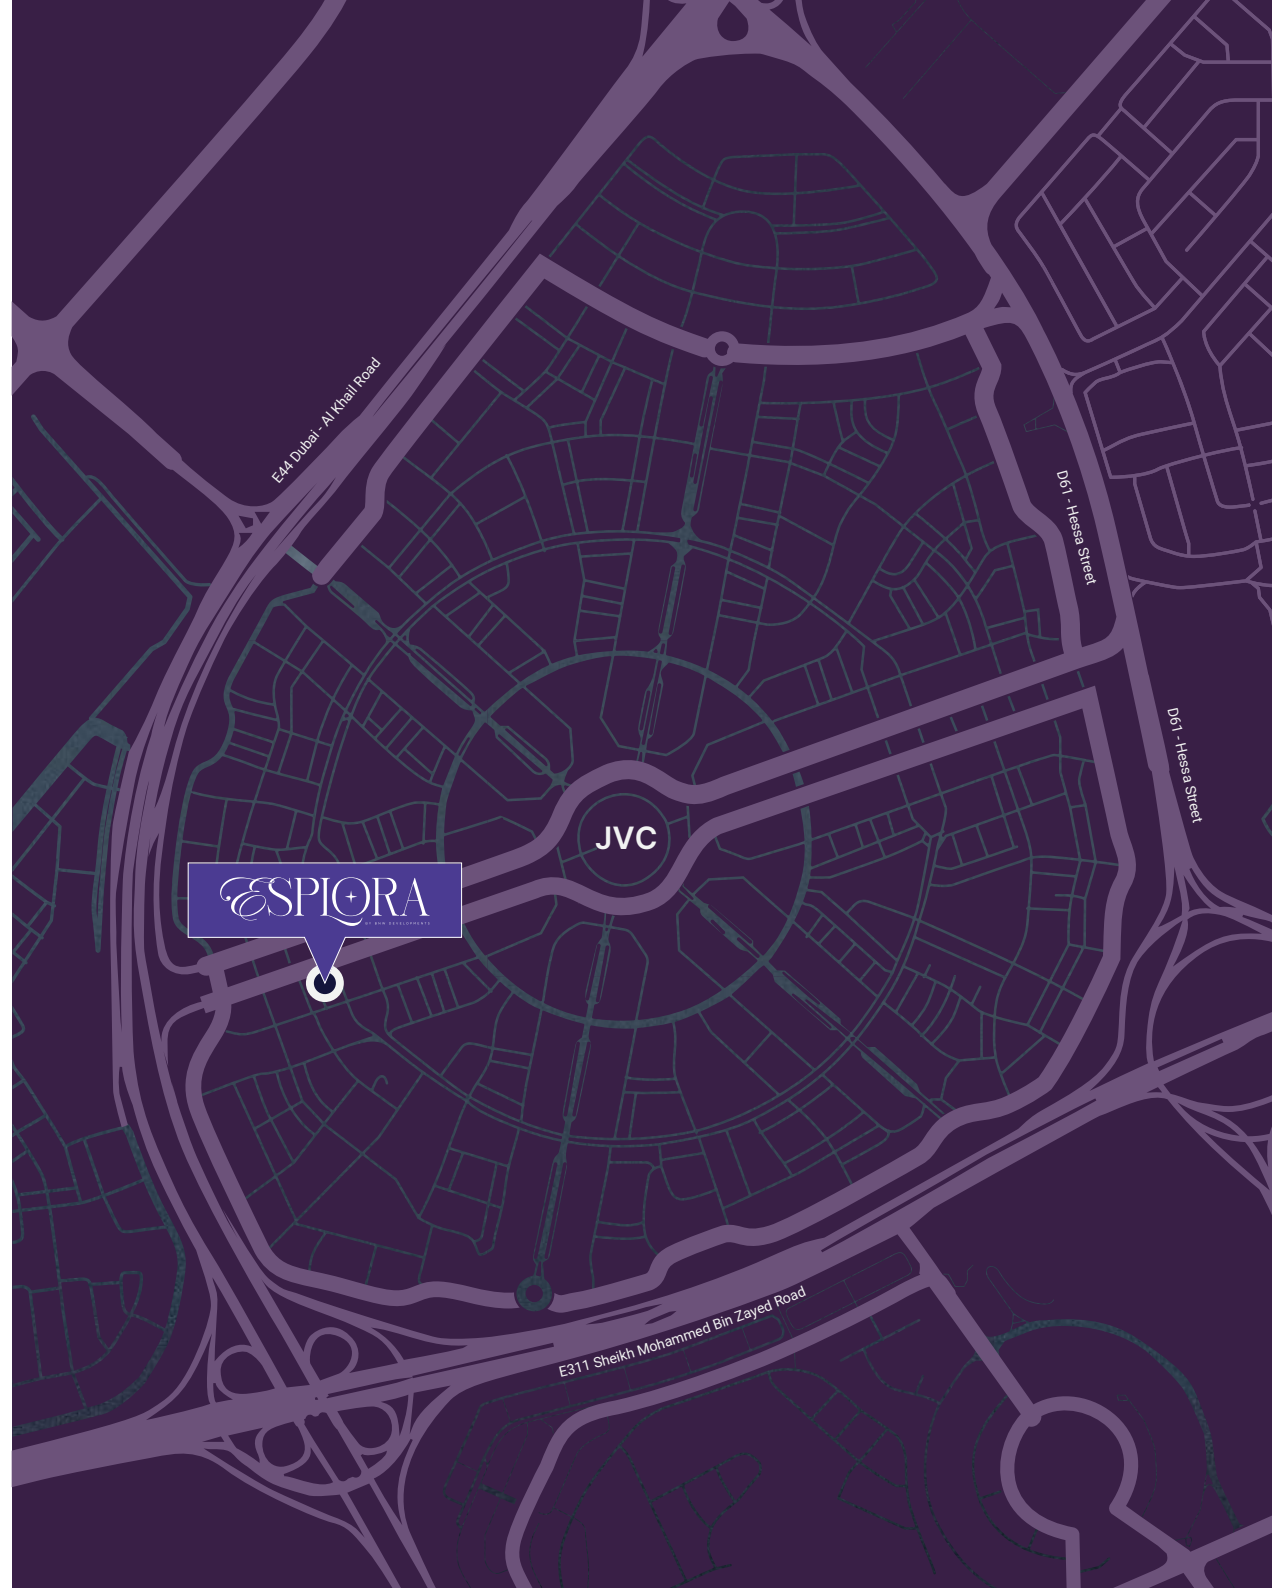 E44 Dubai - Al Khail Road
D61 - Hessa Street
D61 - Hessa Street
JVC
ESPLORA
E311 Sheikh Mohammed Bin Zayed Road